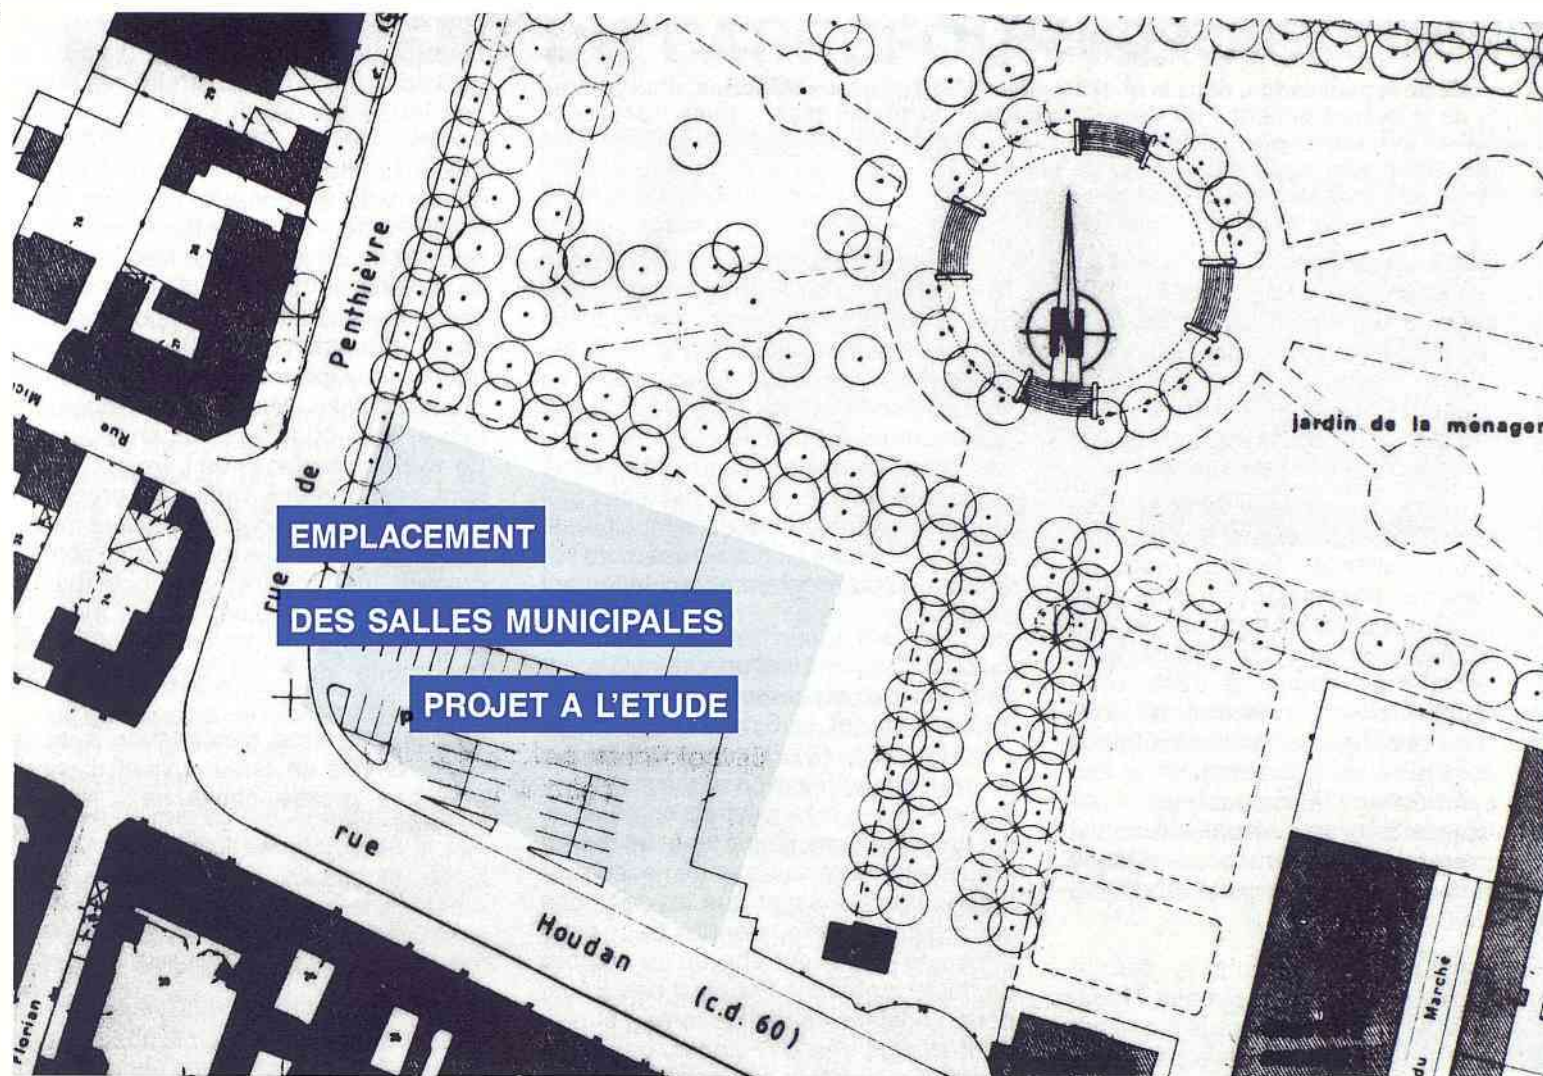 EMPLACEMENT
DES SALLES MUNICIPALES
PROJET A L'ETUDE
rue de Penthièvre
Rue
jardin de la ménager
P
N
rue Houdan (c.d. 60)
Florian
du Marché